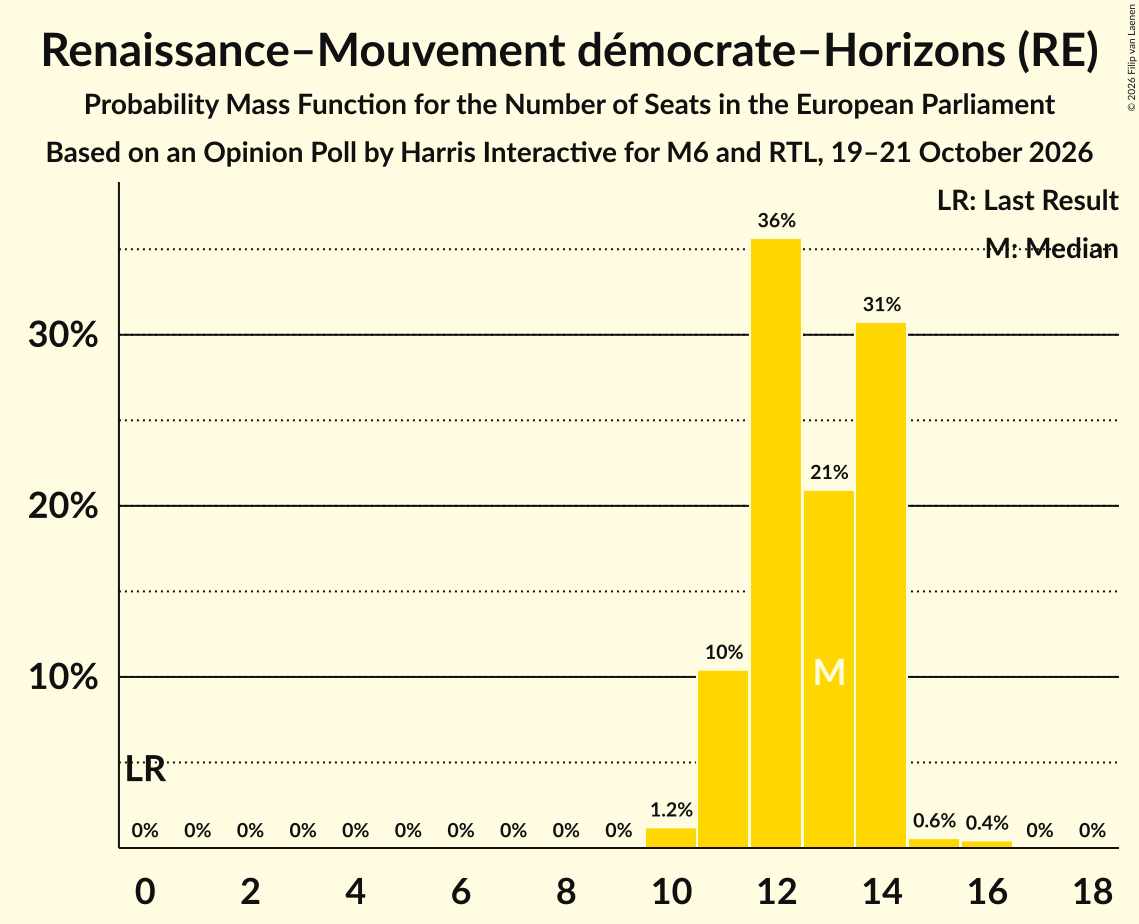 Renaissance–Mouvement démocrate–Horizons (RE)
Probability Mass Function for the Number of Seats in the European Parliament
Based on an Opinion Poll by Harris Interactive for M6 and RTL, 19–21 October 2026
© 2026 Filip van Laenen
LR: Last Result
M: Median
36%
31%
30%
21%
20%
10%
M
10%
LR
0% 0% 0% 0% 0% 0% 0% 0% 0% 0% 1.2% 0.6% 0.4% 0% 0%
0 2 4 6 8 10 12 14 16 18